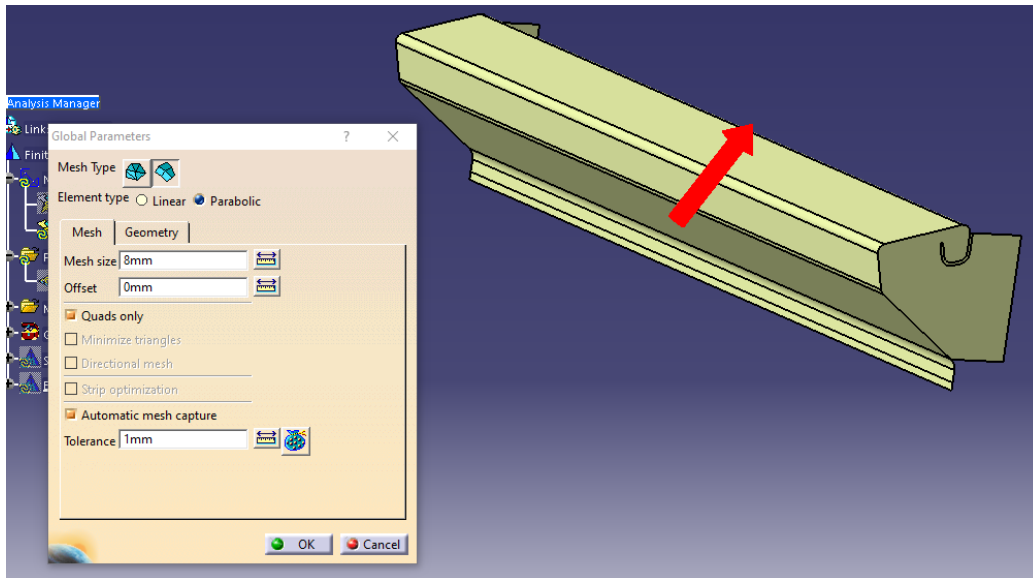 Analysis Manager
Link
Finit
Global Parameters ? X
Mesh Type
Element type Linear Parabolic
Mesh Geometry
Mesh size 8mm
Offset 0mm
Quads only
Minimize triangles
Directional mesh
Strip optimization
Automatic mesh capture
Tolerance 1mm
OK Cancel